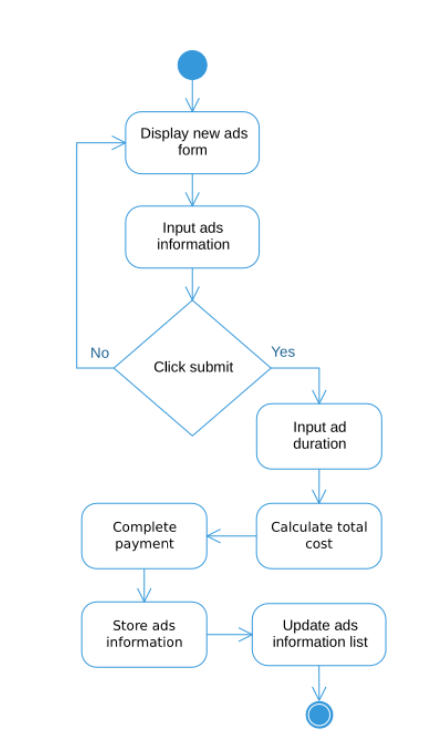 Display new ads
form
Input ads
information
Click submit
No
Yes
Input ad
duration
Calculate total
cost
Complete
payment
Store ads
information
Update ads
information list